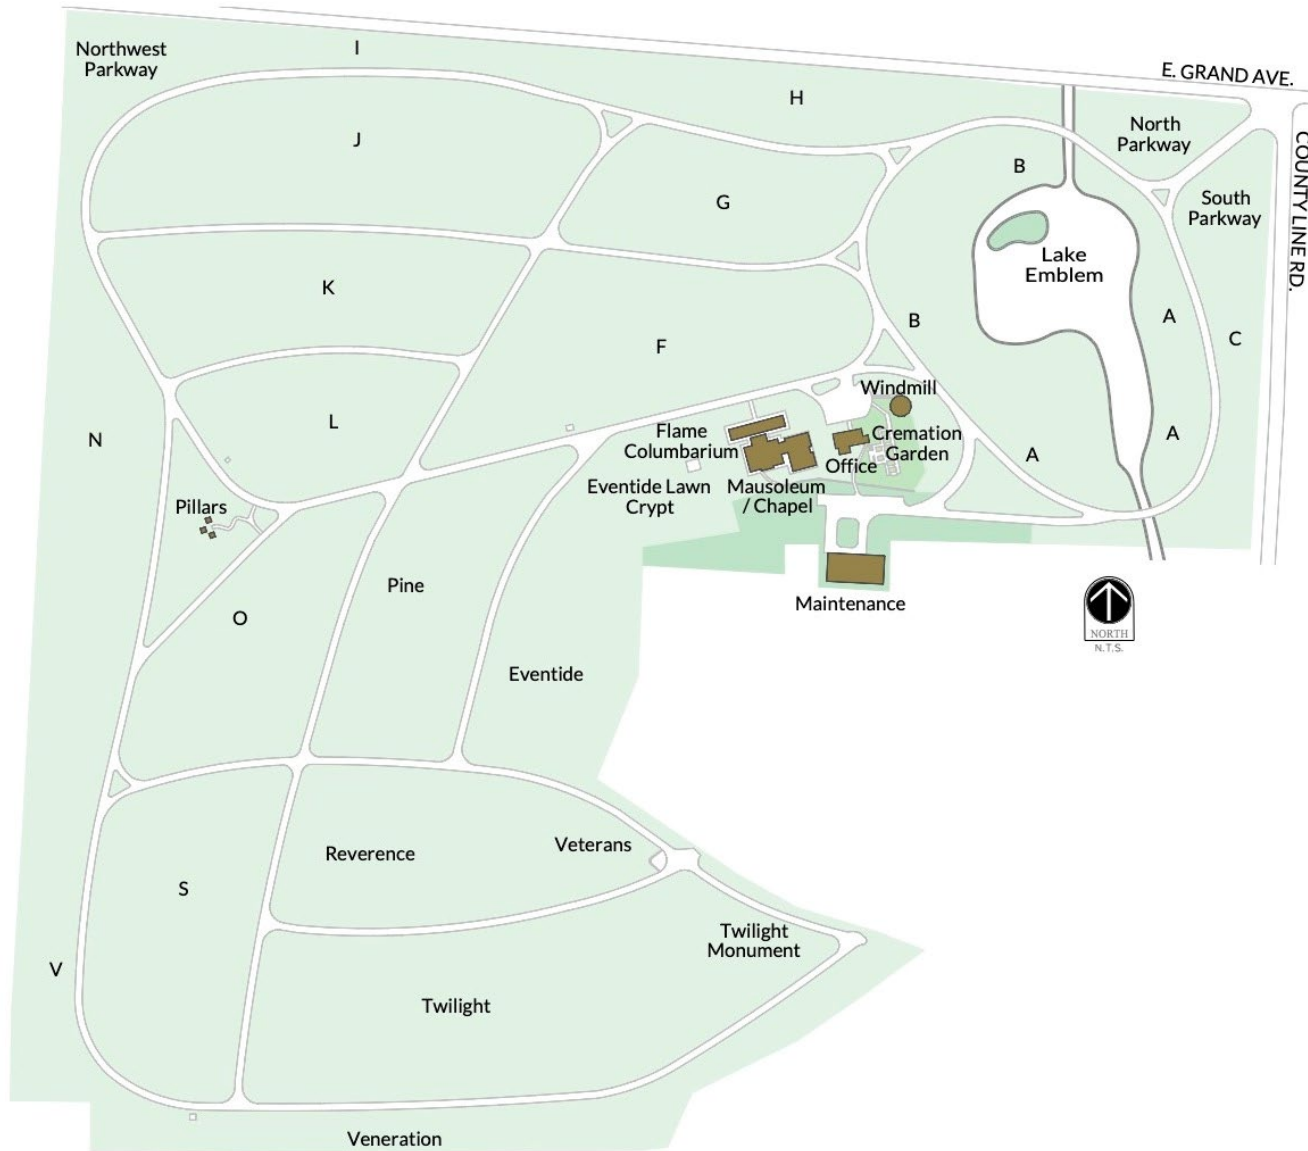 Northwest
Parkway
I
E. GRAND AVE.
H
North
Parkway
J
COUNTY LINE RD.
B
G
South
Parkway
Lake
Emblem
K
B
A
C
F
Windmill
L
N
Flame
Columbarium
Cremation
Garden
A
A
Office
Eventide Lawn
Crypt
Mausoleum
/ Chapel
Pillars
Pine
Maintenance
O
NORTH
N.T.S.
Eventide
Veterans
Reverence
S
Twilight
Monument
V
Twilight
Veneration